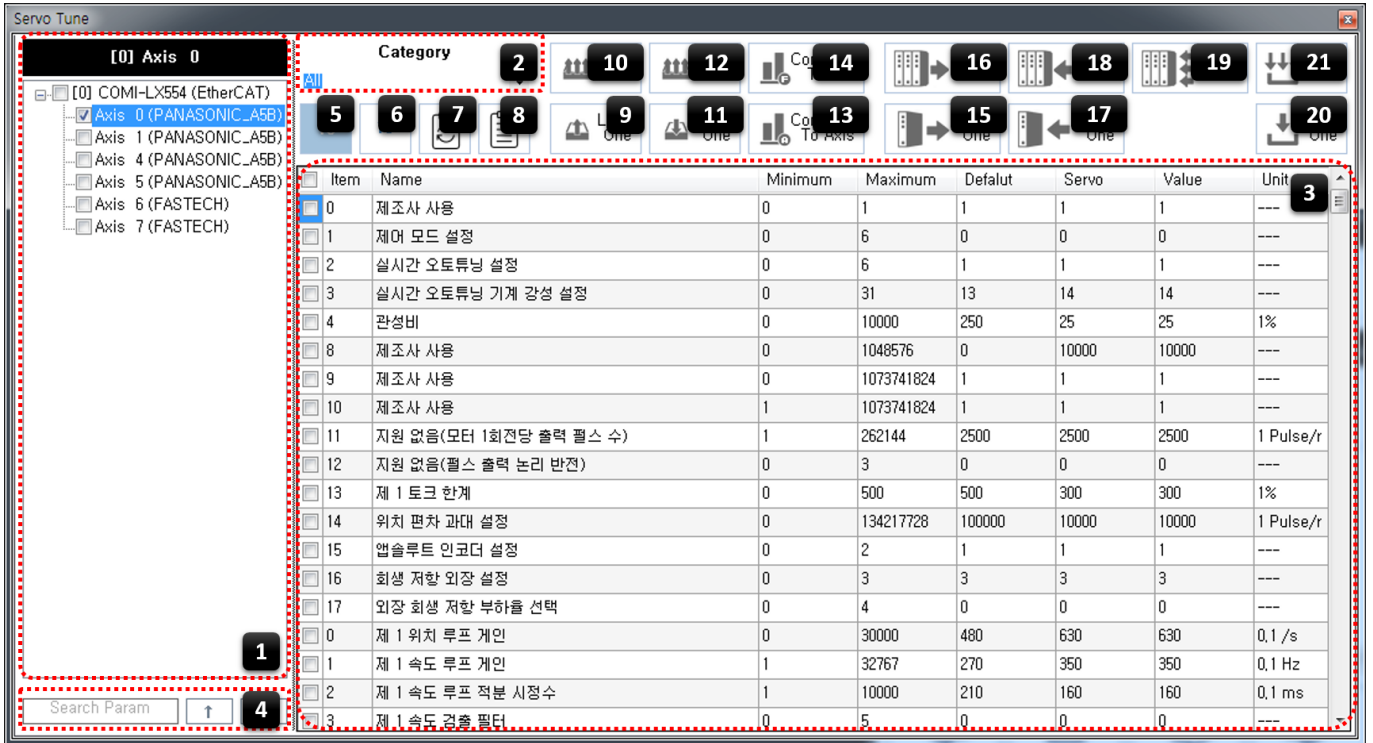 Servo Tune
[0] Axis 0
[0] COMI-LX554 (EtherCAT)
Axis 0 (PANASONIC_A5B)
Axis 1 (PANASONIC_A5B)
Axis 4 (PANASONIC_A5B)
Axis 5 (PANASONIC_A5B)
Axis 6 (FASTECH)
Axis 7 (FASTECH)
1
Search Param ↑ 4
Category
All
2
10 12 14 16 18 19 21
5 6 7 8 9 11 13 15 17 20
One One To Axis One One One
Item Name Minimum Maximum Defalut Servo Value Unit
3
0 제조사 사용 0 1 1 1 1 ---
1 제어 모드 설정 0 6 0 0 0 ---
2 실시간 오토튜닝 설정 0 6 1 1 1 ---
3 실시간 오토튜닝 기계 강성 설정 0 31 13 14 14 ---
4 관성비 0 10000 250 25 25 1%
8 제조사 사용 0 1048576 0 10000 10000 ---
9 제조사 사용 0 1073741824 1 1 1 ---
10 제조사 사용 1 1073741824 1 1 1 ---
11 지원 없음(모터 1회전당 출력 펄스 수) 1 262144 2500 2500 2500 1 Pulse/r
12 지원 없음(펄스 출력 논리 반전) 0 3 0 0 0 ---
13 제 1 토크 한계 0 500 500 300 300 1%
14 위치 편차 과대 설정 0 134217728 100000 10000 10000 1 Pulse/r
15 앱솔루트 인코더 설정 0 2 1 1 1 ---
16 회생 저항 외장 설정 0 3 3 3 3 ---
17 외장 회생 저항 부하율 선택 0 4 0 0 0 ---
0 제 1 위치 루프 게인 0 30000 480 630 630 0.1 /s
1 제 1 속도 루프 게인 1 32767 270 350 350 0.1 Hz
2 제 1 속도 루프 적분 시정수 1 10000 210 160 160 0.1 ms
3 제 1 속도 검출 필터 0 5 0 0 0 ---